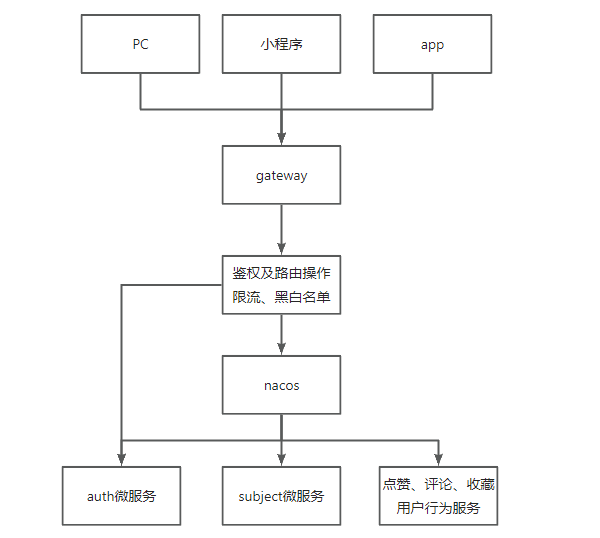 PC
小程序
app
gateway
鉴权及路由操作
限流、黑白名单
nacos
auth微服务
subject微服务
点赞、评论、收藏
用户行为服务